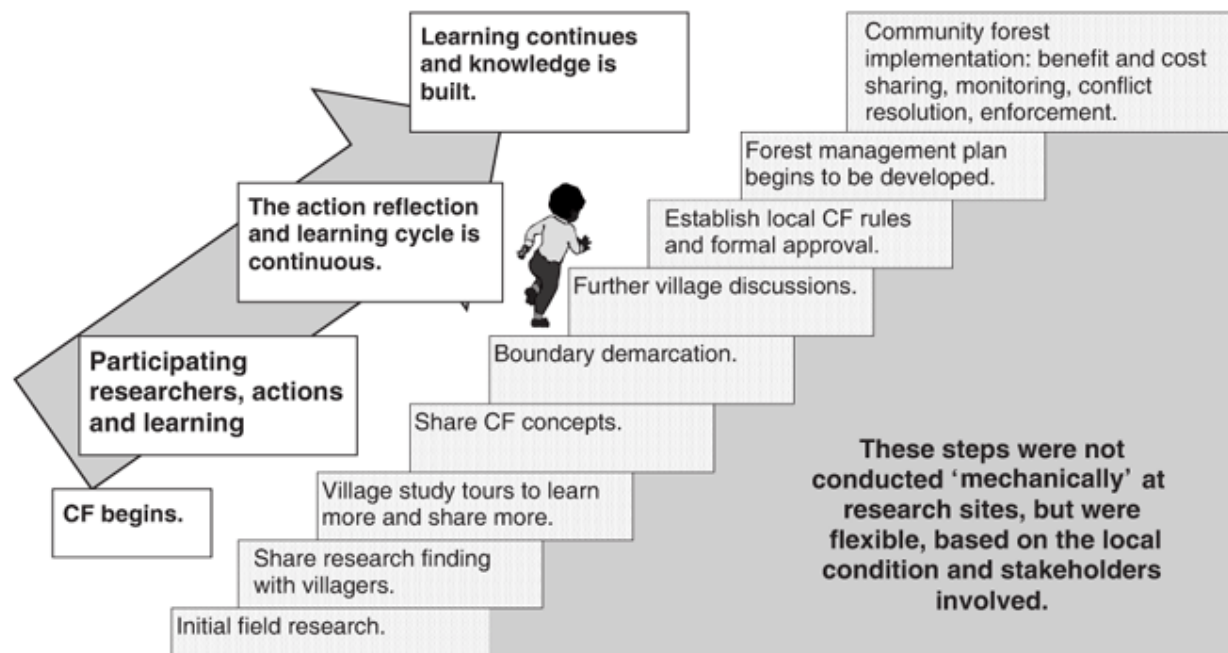 Learning continues
and knowledge is
built.
The action reflection
and learning cycle is
continuous.
Participating
researchers, actions
and learning
CF begins.
Community forest
implementation: benefit and cost
sharing, monitoring, conflict
resolution, enforcement.
Forest management plan
begins to be developed.
Establish local CF rules
and formal approval.
Further village discussions.
Boundary demarcation.
Share CF concepts.
Village study tours to learn
more and share more.
Share research finding
with villagers.
Initial field research.
These steps were not
conducted ‘mechanically’ at
research sites, but were
flexible, based on the local
condition and stakeholders
involved.